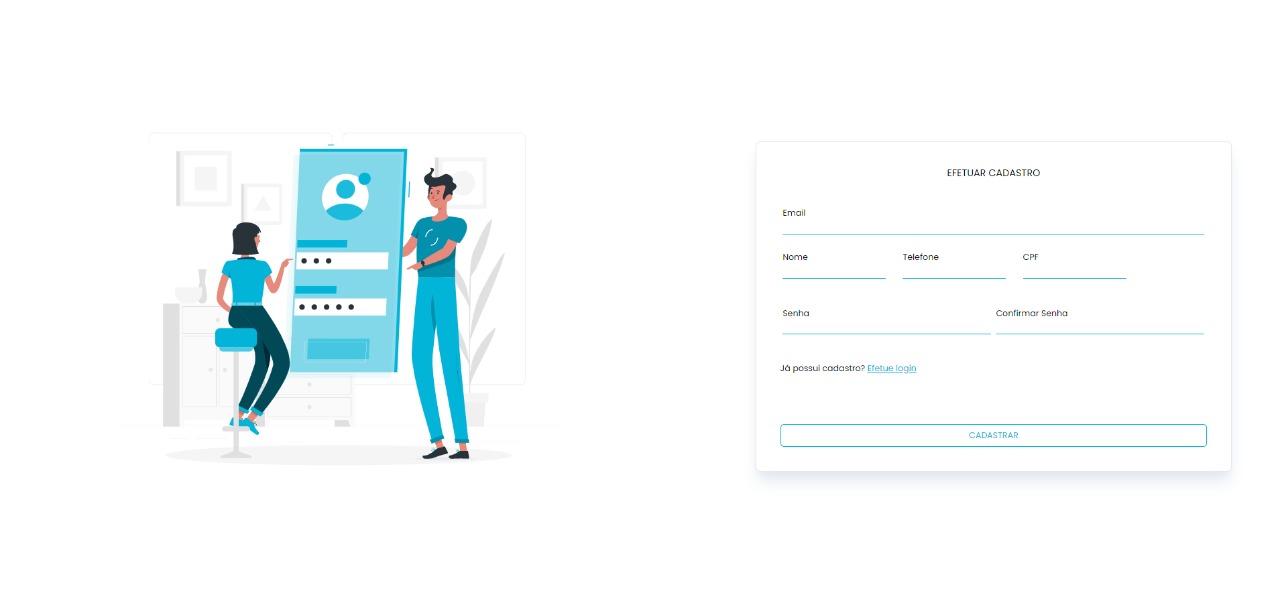 EFETUAR CADASTRO
Email
Nome Telefone CPF
Senha Confirmar Senha
Já possui cadastro? Efetue login
CADASTRAR